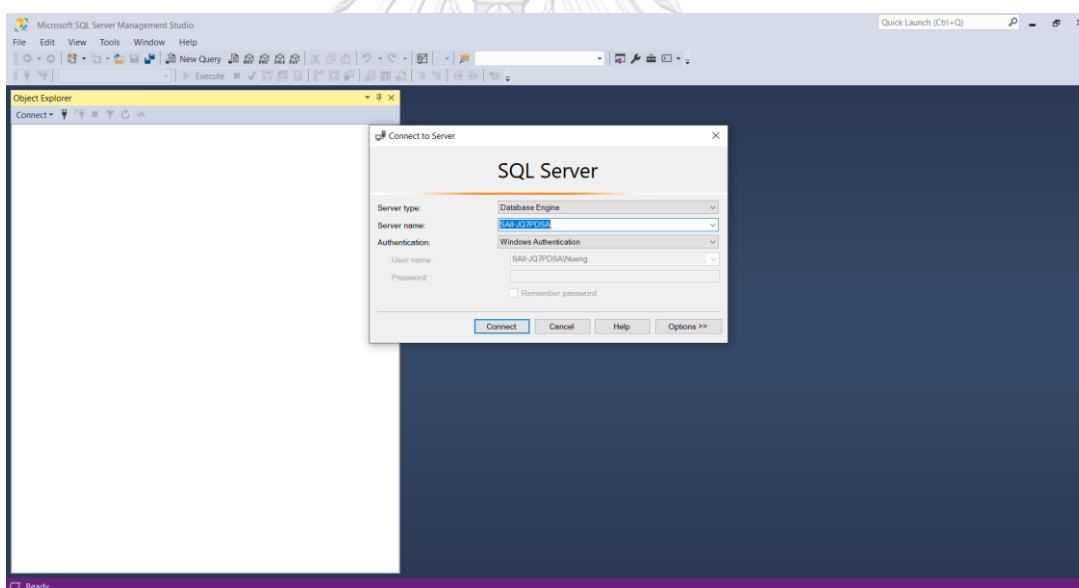 Microsoft SQL Server Management Studio
Quick Launch (Ctrl+Q)
File Edit View Tools Window Help
New Query
Execute
Object Explorer
Connect
Connect to Server
SQL Server
Server type: Database Engine
Server name: SAII-JQ7PDSA
Authentication: Windows Authentication
User name: SAII-JQ7PDSA\Nueng
Password:
Remember password
Connect Cancel Help Options >>
Ready